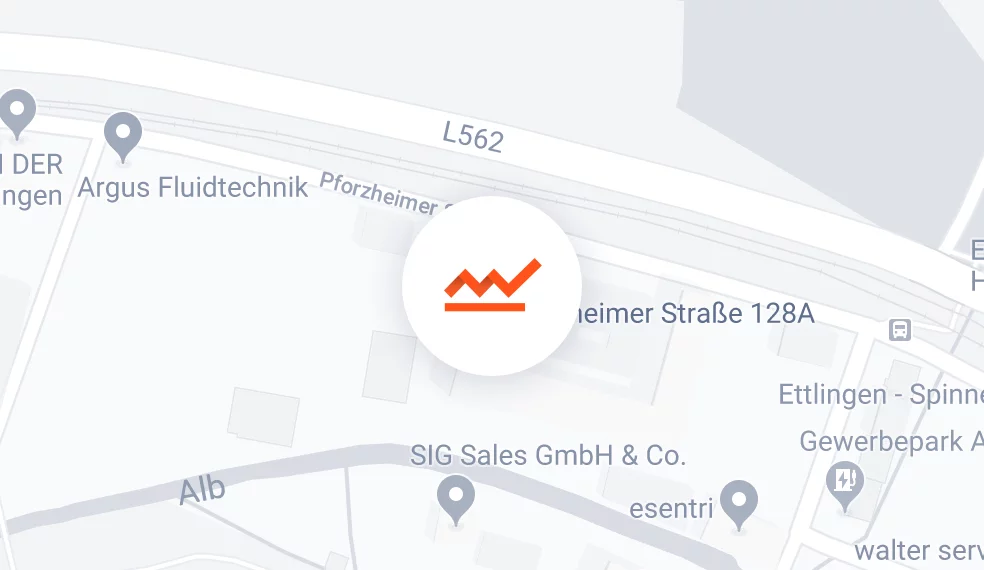 L562
DER
ngen
Argus Fluidtechnik
Pforzheimer
heimer Straße 128A
Ettlingen - Spinne
Gewerbepark A
SIG Sales GmbH & Co.
Alb
esentri
walter serv